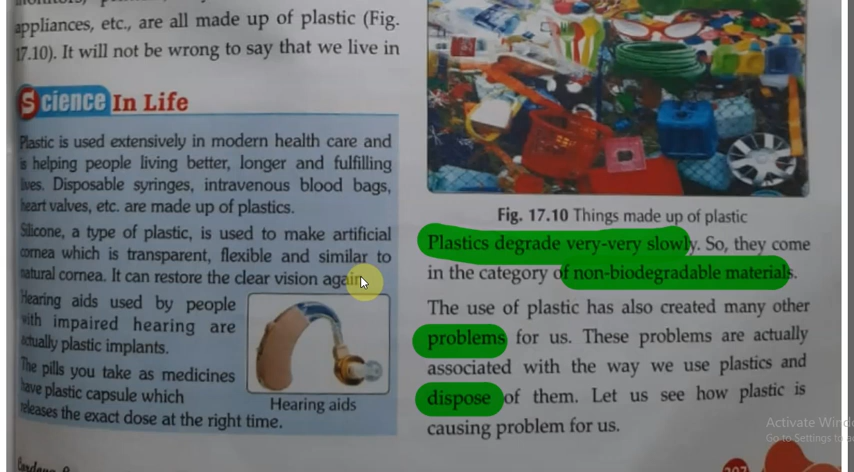 appliances, etc., are all made up of plastic (Fig.
17.10). It will not be wrong to say that we live in
Science In Life
Plastic is used extensively in modern health care and
is helping people living better, longer and fulfilling
lives. Disposable syringes, intravenous blood bags,
heart valves, etc. are made up of plastics.
Silicone, a type of plastic, is used to make artificial
cornea which is transparent, flexible and similar to
natural cornea. It can restore the clear vision again.
Hearing aids used by people
with impaired hearing are
actually plastic implants.
The pills you take as medicines
have plastic capsule which
releases the exact dose at the right time.
Hearing aids
Fig. 17.10 Things made up of plastic
Plastics degrade very-very slowly. So, they come
in the category of non-biodegradable materials.
The use of plastic has also created many other
problems for us. These problems are actually
associated with the way we use plastics and
dispose of them. Let us see how plastic is
causing problem for us.
Activate Wind
Go to Settings to a
207